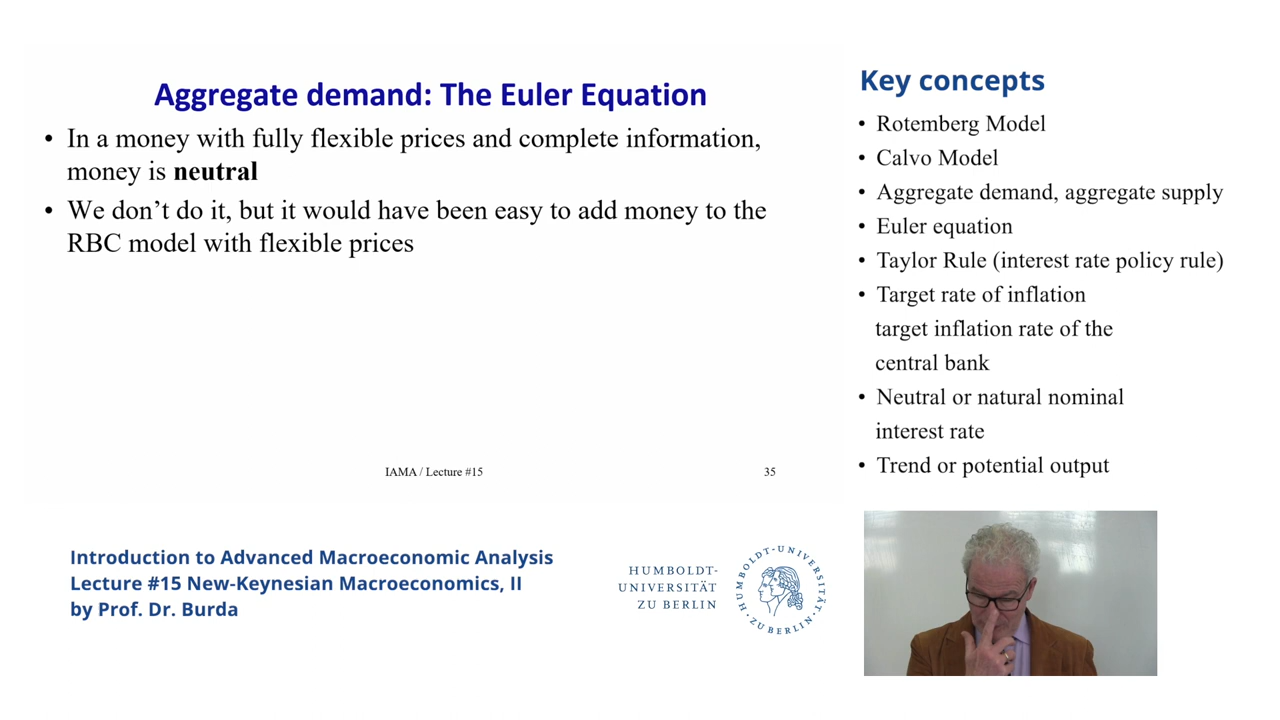 Aggregate demand: The Euler Equation
• In a money with fully flexible prices and complete information,
money is neutral
• We don’t do it, but it would have been easy to add money to the
RBC model with flexible prices
IAMA / Lecture #15
35
Key concepts
• Rotemberg Model
• Calvo Model
• Aggregate demand, aggregate supply
• Euler equation
• Taylor Rule (interest rate policy rule)
• Target rate of inflation
target inflation rate of the
central bank
• Neutral or natural nominal
interest rate
• Trend or potential output
Introduction to Advanced Macroeconomic Analysis
Lecture #15 New-Keynesian Macroeconomics, II
by Prof. Dr. Burda
HUMBOLDT-
UNIVERSITÄT
ZU BERLIN
HUMBOLDT-UNIVERSITÄT
ZU BERLIN